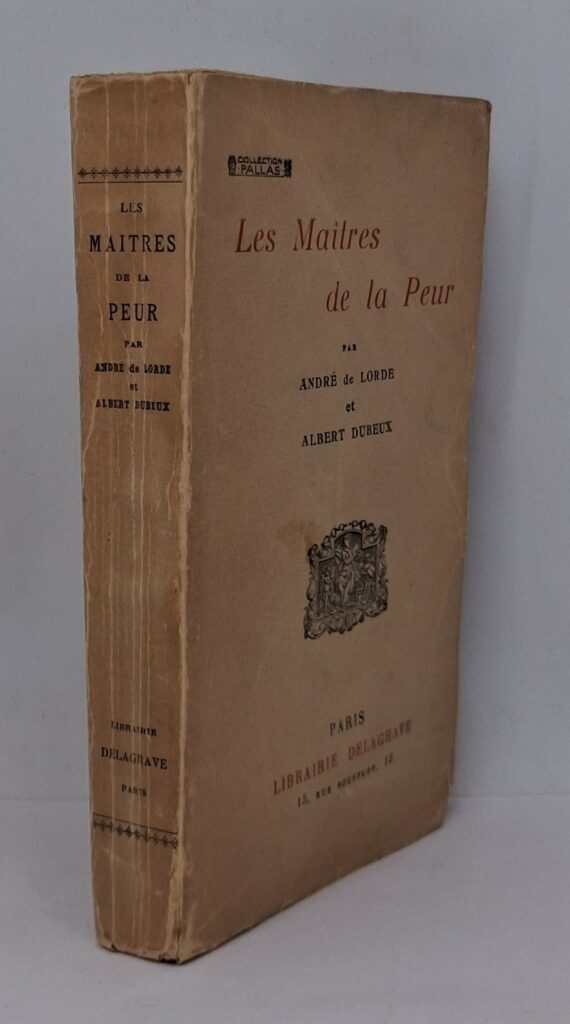 LES
MAITRES
DE LA
PEUR
PAR
ANDRÉ de LORDE
et
ALBERT DUBEUX
LIBRAIRIE
DELAGRAVE
PARIS
COLLECTION
PALLAS
Les Maîtres
de la Peur
PAR
ANDRÉ de LORDE
et
ALBERT DUBEUX
PARIS
LIBRAIRIE DELAGRAVE
15, RUE SOUFFLOT, 15